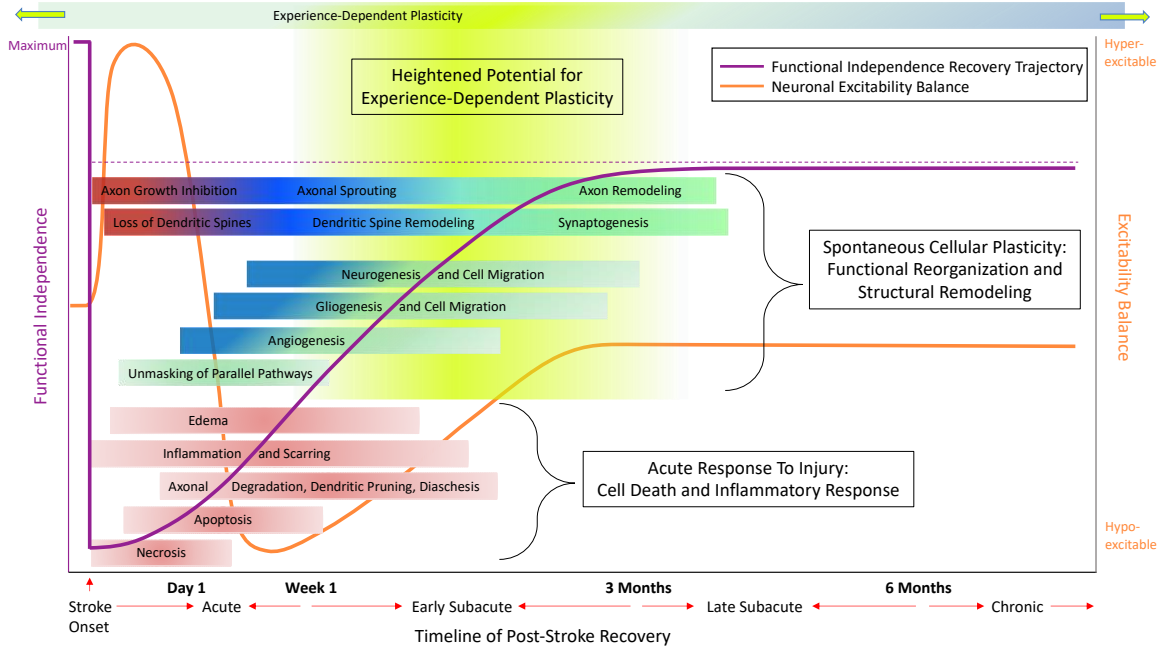 Experience-Dependent Plasticity
Maximum
Hyper-
excitable
Heightened Potential for
Experience-Dependent Plasticity
Functional Independence Recovery Trajectory
Neuronal Excitability Balance
Axon Growth Inhibition Axonal Sprouting Axon Remodeling
Loss of Dendritic Spines Dendritic Spine Remodeling Synaptogenesis
Neurogenesis and Cell Migration
Gliogenesis and Cell Migration
Angiogenesis
Unmasking of Parallel Pathways
Spontaneous Cellular Plasticity:
Functional Reorganization and
Structural Remodeling
Functional Independence
Excitability Balance
Edema
Inflammation and Scarring
Axonal Degradation, Dendritic Pruning, Diaschesis
Apoptosis
Necrosis
Acute Response To Injury:
Cell Death and Inflammatory Response
Hypo-
excitable
Day 1 Week 1 3 Months 6 Months
Stroke
Onset
Acute Early Subacute Late Subacute Chronic
Timeline of Post-Stroke Recovery